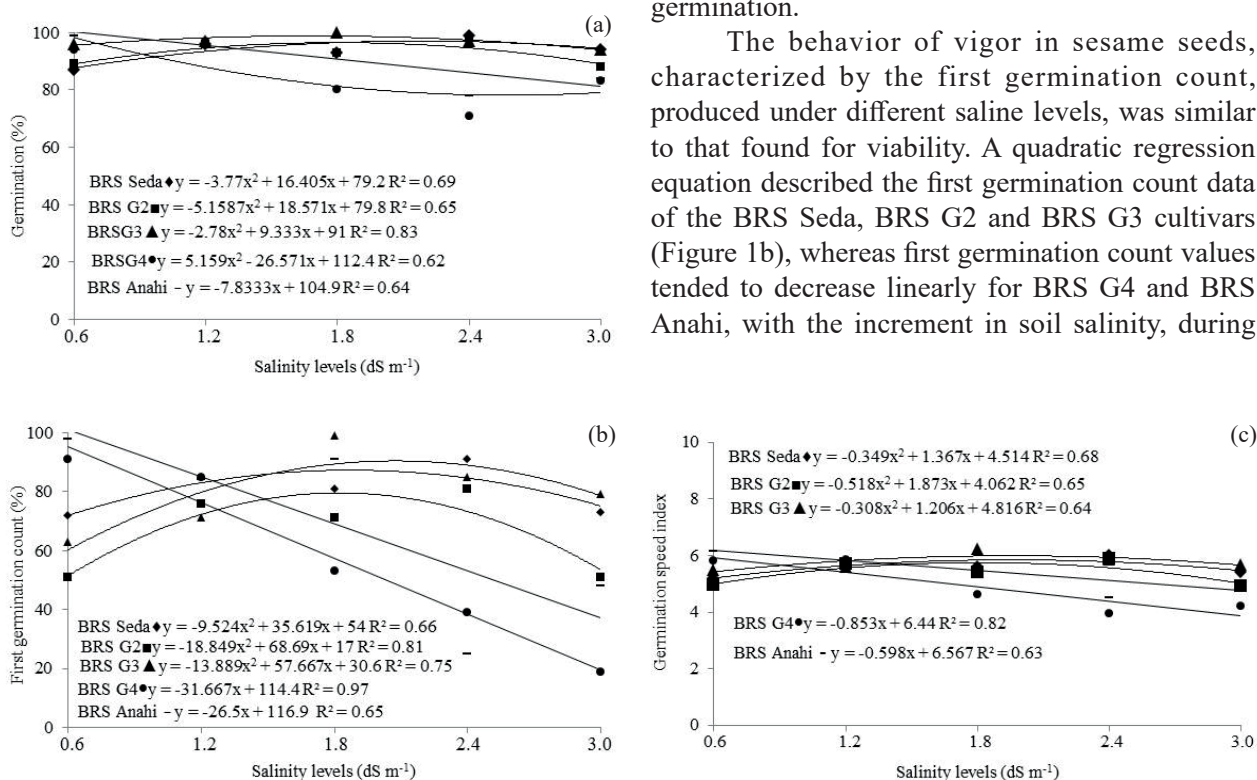 (a)
100
80
60
40
20
0
Germination (%)
BRS Seda♦y = -3.77x² + 16.405x + 79.2 R² = 0.69
BRS G2■y = -5.1587x² + 18.571x + 79.8 R² = 0.65
BRSG3▲y = -2.78x² + 9.333x + 91 R² = 0.83
BRSG4●y = 5.159x² - 26.571x + 112.4 R² = 0.62
BRS Anahi - y = -7.8333x + 104.9 R² = 0.64
0.6 1.2 1.8 2.4 3.0
Salinity levels (dS m⁻¹)
germination.
The behavior of vigor in sesame seeds,
characterized by the first germination count,
produced under different saline levels, was similar
to that found for viability. A quadratic regression
equation described the first germination count data
of the BRS Seda, BRS G2 and BRS G3 cultivars
(Figure 1b), whereas first germination count values
tended to decrease linearly for BRS G4 and BRS
Anahi, with the increment in soil salinity, during
(b)
100
80
60
40
20
0
First germination count (%)
BRS Seda♦y = -9.524x² + 35.619x + 54 R² = 0.66
BRS G2■y = -18.849x² + 68.69x + 17 R² = 0.81
BRS G3▲y = -13.889x² + 57.667x + 30.6 R² = 0.75
BRS G4●y = -31.667x + 114.4 R² = 0.97
BRS Anahi - y = -26.5x + 116.9 R² = 0.65
0.6 1.2 1.8 2.4 3.0
Salinity levels (dS m⁻¹)
(c)
10
8
6
4
2
0
Germination speed index
BRS Seda♦y = -0.349x² + 1.367x + 4.514 R² = 0.68
BRS G2■y = -0.518x² + 1.873x + 4.062 R² = 0.65
BRS G3▲y = -0.308x² + 1.206x + 4.816 R² = 0.64
BRS G4●y = -0.853x + 6.44 R² = 0.82
BRS Anahi - y = -0.598x + 6.567 R² = 0.63
0.6 1.2 1.8 2.4 3.0
Salinity levels (dS m⁻¹)